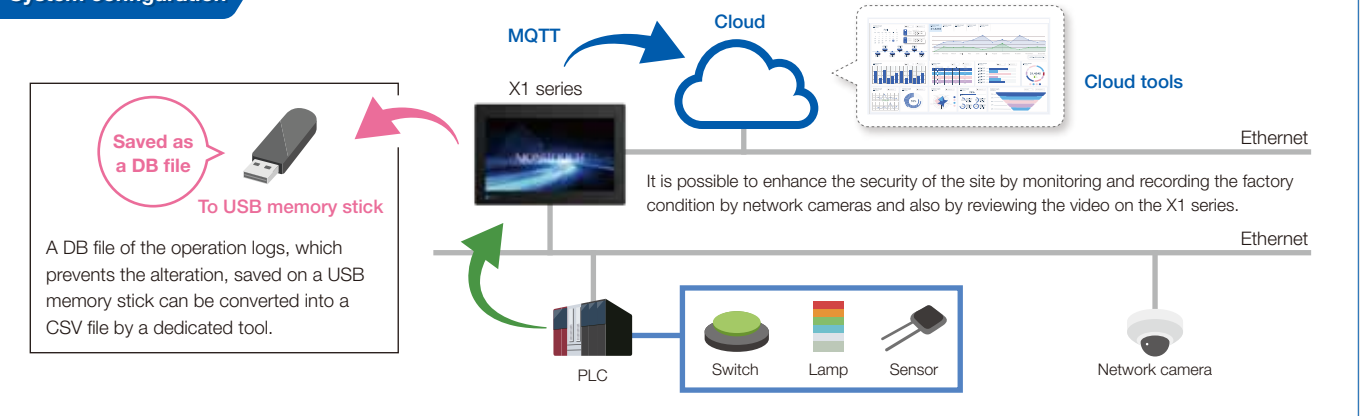 System configuration
MQTT
Cloud
Cloud tools
X1 series
MONITOUCH
Ethernet
Saved as
a DB file
To USB memory stick
A DB file of the operation logs, which
prevents the alteration, saved on a USB
memory stick can be converted into a
CSV file by a dedicated tool.
It is possible to enhance the security of the site by monitoring and recording the factory
condition by network cameras and also by reviewing the video on the X1 series.
Ethernet
PLC
Switch
Lamp
Sensor
Network camera